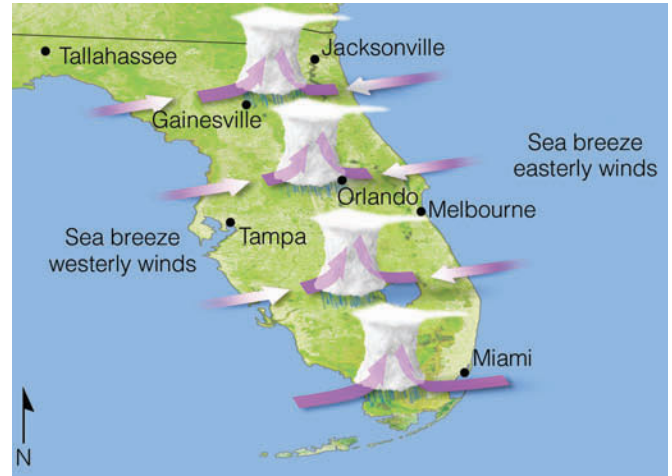 Jacksonville
Tallahassee
Gainesville
Sea breeze
easterly winds
Orlando
Melbourne
Tampa
Sea breeze
westerly winds
Miami
N